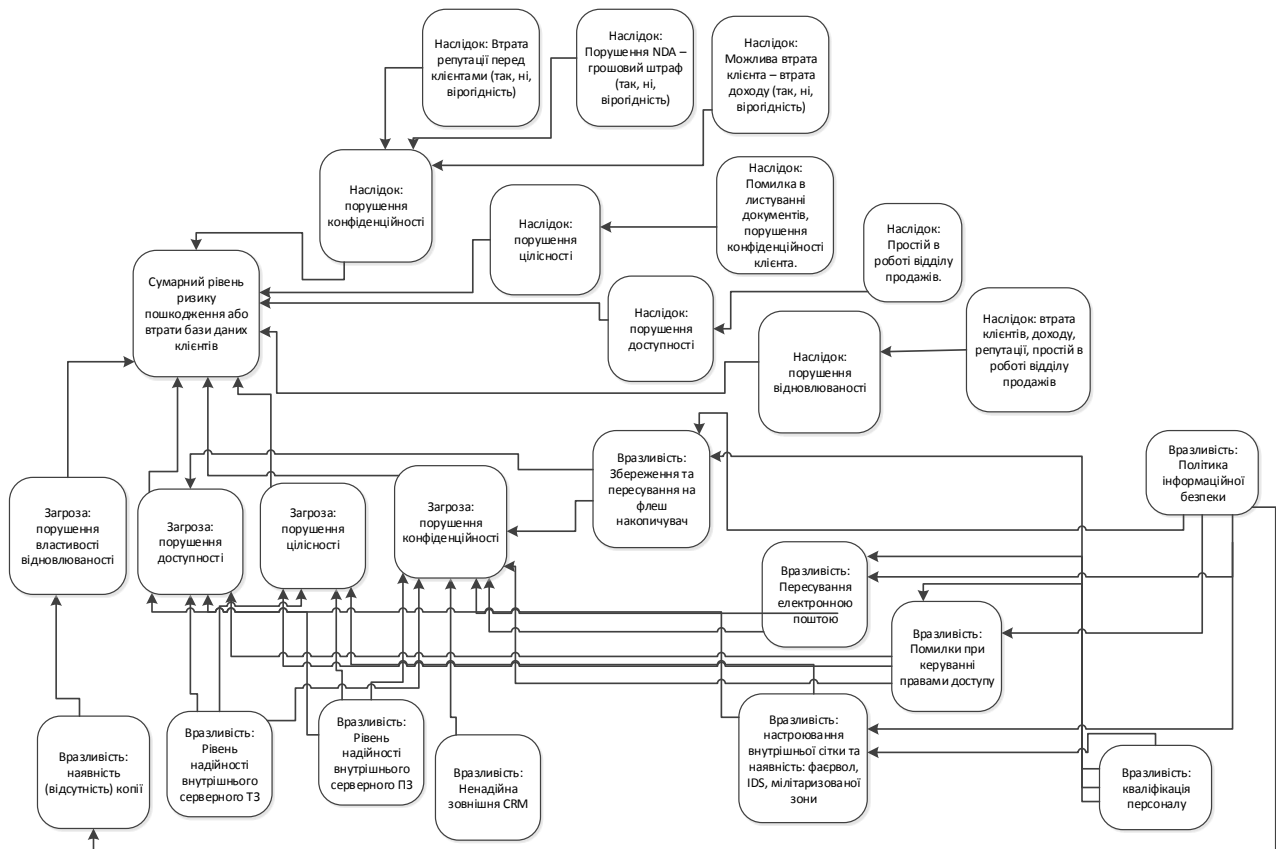 Наслідок: Втрата
репутації перед
клієнтами (так, ні,
вірогідність)
Наслідок:
Порушення NDA –
грошовий штраф
(так, ні,
вірогідність)
Наслідок:
Можлива втрата
клієнта – втрата
доходу (так, ні,
вірогідність)
Наслідок:
порушення
конфіденційності
Наслідок:
порушення
цілісності
Наслідок:
Помилка в
листуванні
документів,
порушення
конфіденційності
клієнта.
Наслідок:
Простій в
роботі відділу
продажів.
Сумарний рівень
ризику
пошкодження або
втрати бази даних
клієнтів
Наслідок:
порушення
доступності
Наслідок:
порушення
відновлюваності
Наслідок: втрата
клієнтів, доходу,
репутації, простій в
роботі відділу
продажів
Загроза:
порушення
властивості
відновлюваності
Загроза:
порушення
доступності
Загроза:
порушення
цілісності
Загроза:
порушення
конфіденційності
Вразливість:
Збереження та
пересування на
флеш
накопичувач
Вразливість:
Політика
інформаційної
безпеки
Вразливість:
Пересування
електронною
поштою
Вразливість:
Помилки при
керуванні
правами доступу
Вразливість:
наявність
(відсутність) копії
Вразливість:
Рівень
надійності
внутрішнього
серверного ТЗ
Вразливість:
Рівень
надійності
внутрішнього
серверного ПЗ
Вразливість:
Ненадійна
зовнішня CRM
Вразливість:
настроювання
внутрішньої сітки та
наявність: фаєрвол,
IDS, мілітаризованої
зони
Вразливість:
кваліфікація
персоналу